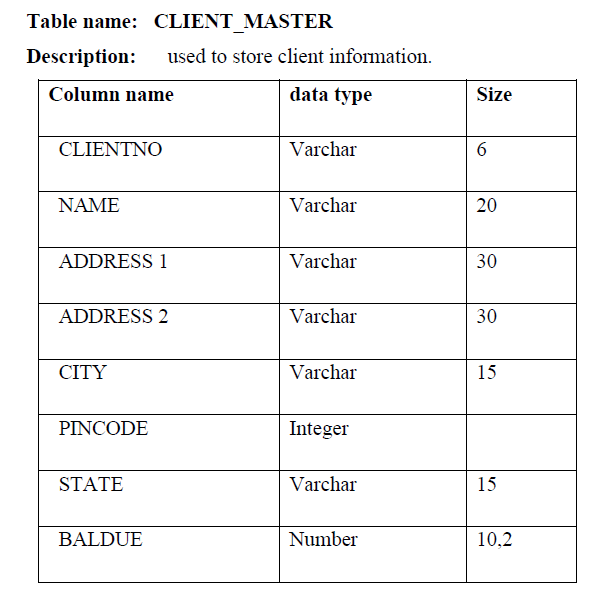 Table name: CLIENT_MASTER
Description: used to store client information.
Column name data type Size
CLIENTNO Varchar 6
NAME Varchar 20
ADDRESS 1 Varchar 30
ADDRESS 2 Varchar 30
CITY Varchar 15
PINCODE Integer
STATE Varchar 15
BALDUE Number 10,2